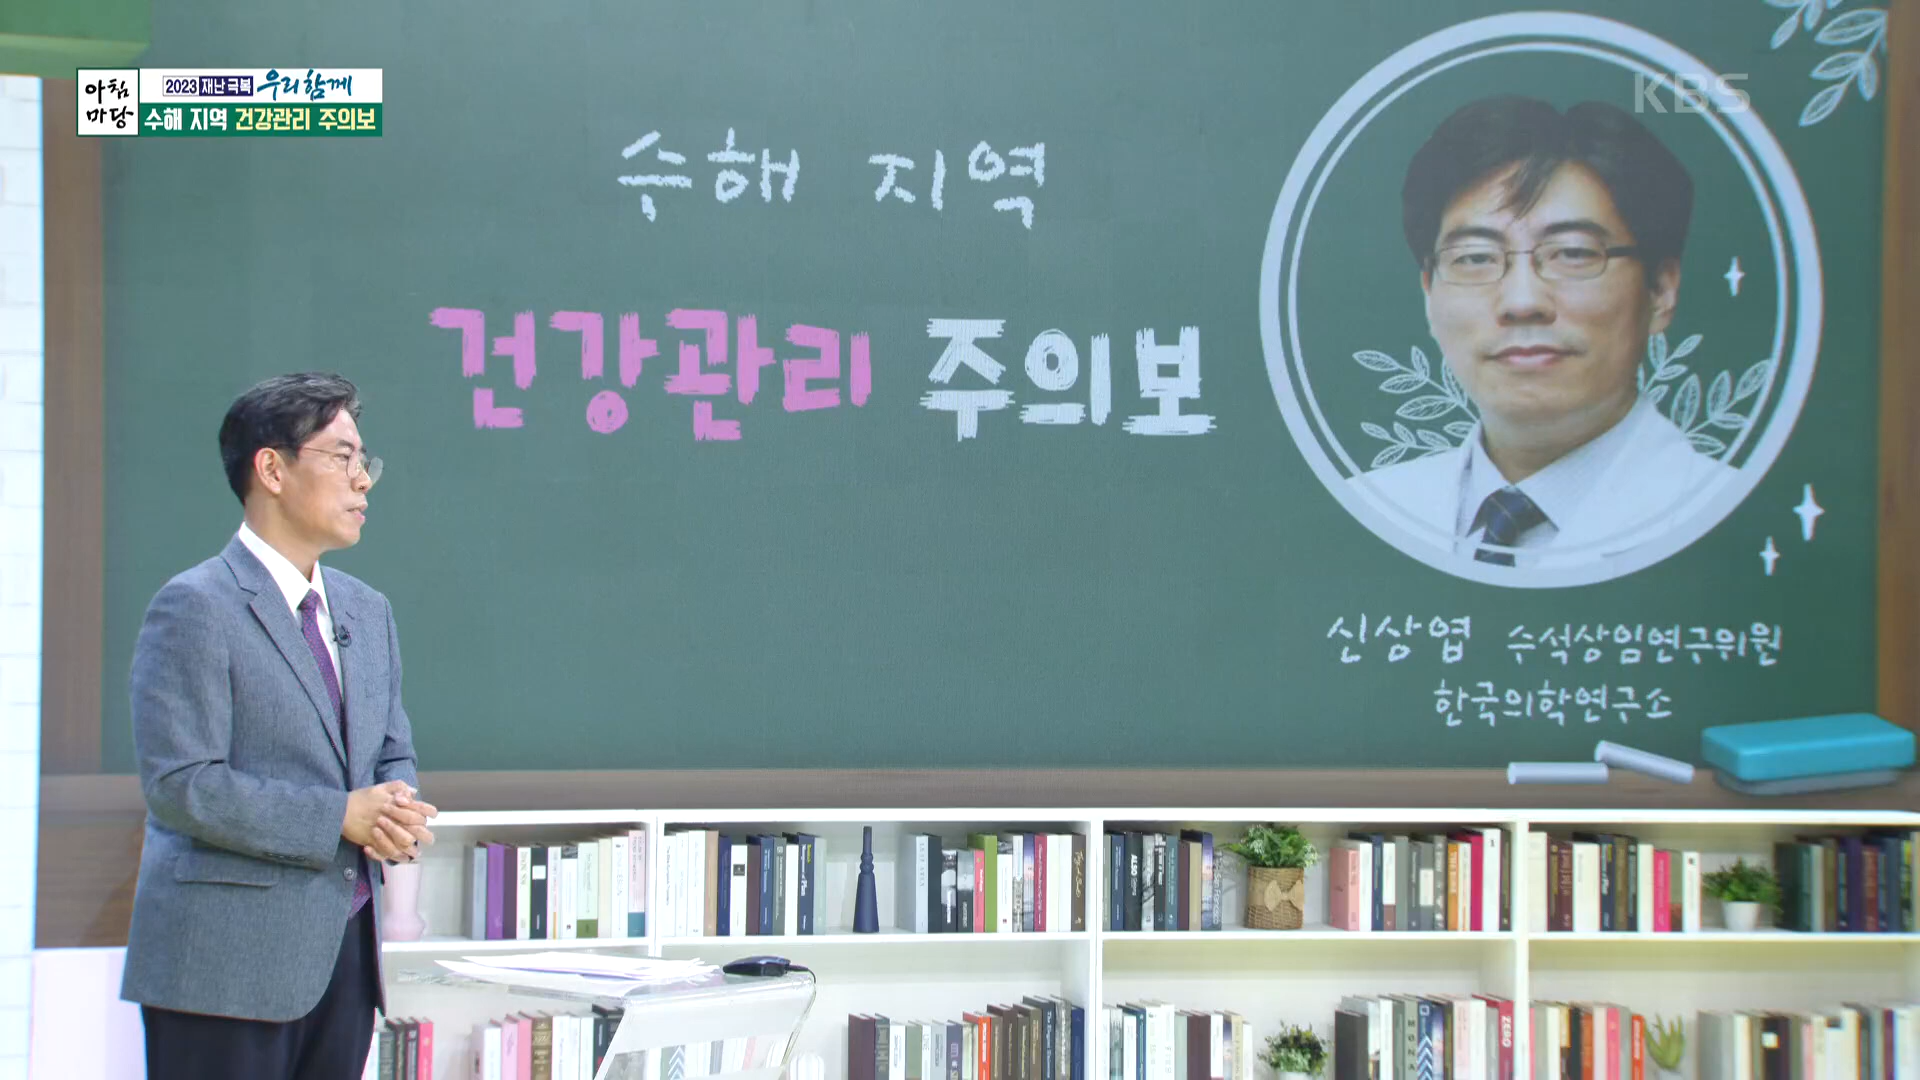 아침
마당
2023 재난 극복 우리 함께
수해 지역 건강관리 주의보
KBS
수해 지역
건강관리 주의보
신상엽 수석상임연구위원
한국의학연구소
ALSO
ZERO